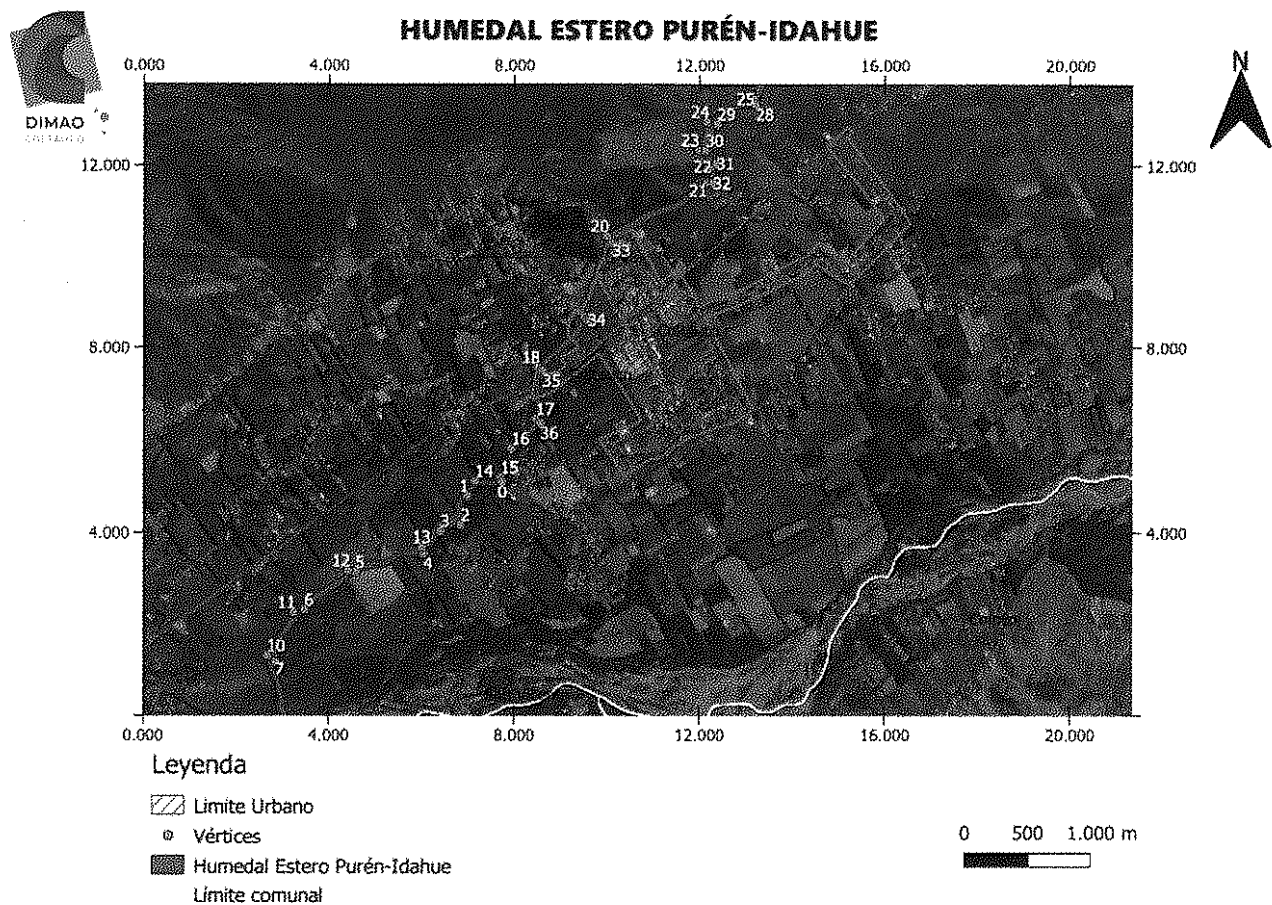 HUMEDAL ESTERO PURÉN-IDAHUE
DIMAO
N
0.000 4.000 8.000 12.000 16.000 20.000
25
24 29 28
23 30
12.000 22 31 12.000
21 32
20
33
34
8.000 18 8.000
35
17
16 36
14 15
1 0
3 2
4.000 13 4.000
12 5 4
11 6
10
7
0.000 4.000 8.000 12.000 16.000 20.000
Leyenda
Limite Urbano
Vértices
Humedal Estero Purén-Idahue
Límite comunal
0 500 1.000 m